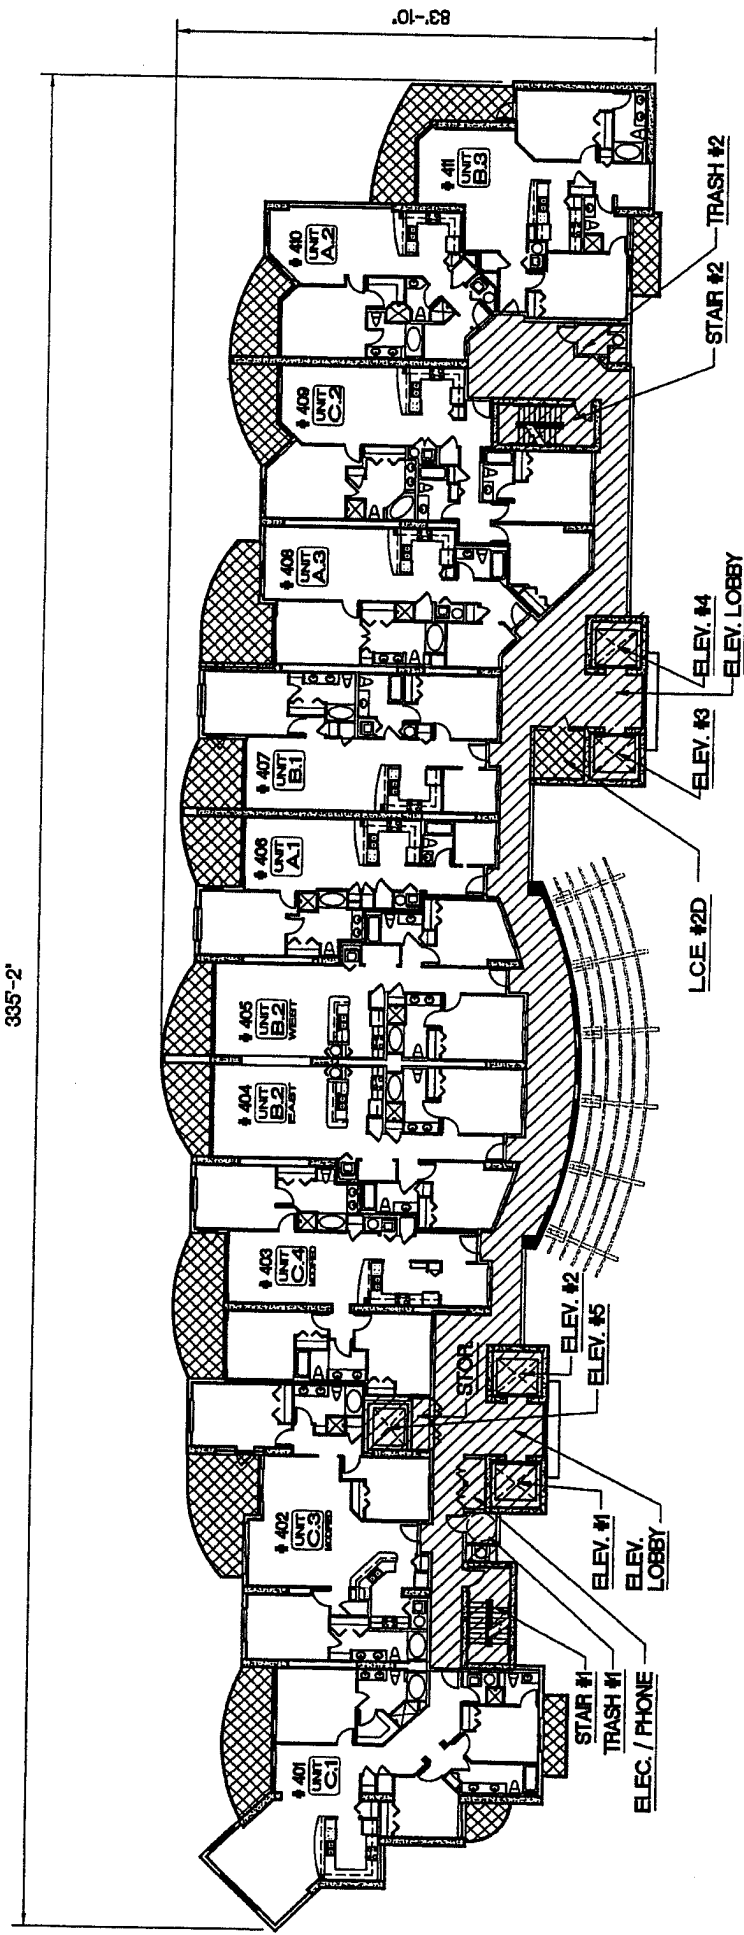 335'-2"
83'-10"
# 401
UNIT
C.1
# 402
UNIT
C.3
MODIFIED
# 403
UNIT
C.4
MODIFIED
# 404
UNIT
B.2
EAST
# 405
UNIT
B.2
WEST
# 406
UNIT
A.1
# 407
UNIT
B.1
# 408
UNIT
A.3
# 409
UNIT
C.2
# 410
UNIT
A.2
# 411
UNIT
B.3
STAIR #1
TRASH #1
ELEC. / PHONE
ELEV. #1
ELEV.
LOBBY
STOR.
ELEV. #2
ELEV. #5
L.C.E. #2D
ELEV. #3
ELEV. #4
ELEV. LOBBY
STAIR #2
TRASH #2